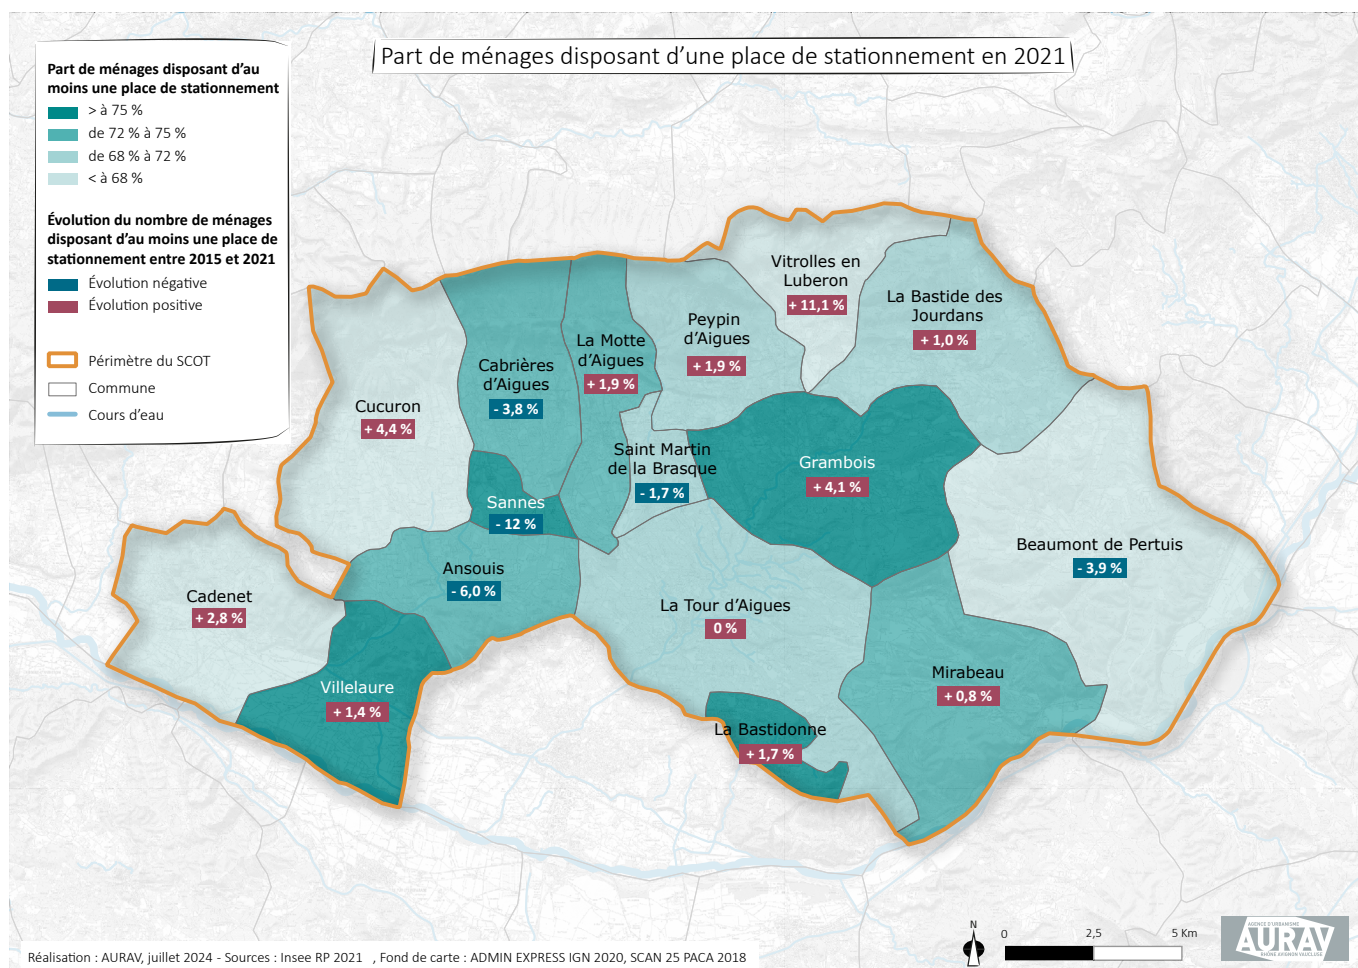 Part de ménages disposant d'une place de stationnement en 2021
Part de ménages disposant d'au
moins une place de stationnement
> à 75 %
de 72 % à 75 %
de 68 % à 72 %
< à 68 %
Évolution du nombre de ménages
disposant d'au moins une place de
stationnement entre 2015 et 2021
Évolution négative
Évolution positive
Périmètre du SCOT
Commune
Cours d'eau
Vitrolles en
Luberon
+ 11,1 %
La Bastide des
Jourdans
+ 1,0 %
Peypin
d'Aigues
+ 1,9 %
La Motte
d'Aigues
+ 1,9 %
Cabrières
d'Aigues
- 3,8 %
Cucuron
+ 4,4 %
Saint Martin
de la Brasque
- 1,7 %
Grambois
+ 4,1 %
Sannes
- 12 %
Beaumont de Pertuis
- 3,9 %
Ansouis
- 6,0 %
Cadenet
+ 2,8 %
La Tour d'Aigues
0 %
Mirabeau
+ 0,8 %
Villelaure
+ 1,4 %
La Bastidonne
+ 1,7 %
N
0 2,5 5 Km
AGENCE D'URBANISME
AURAV
RHÔNE AVIGNON VAUCLUSE
Réalisation : AURAV, juillet 2024 - Sources : Insee RP 2021 , Fond de carte : ADMIN EXPRESS IGN 2020, SCAN 25 PACA 2018